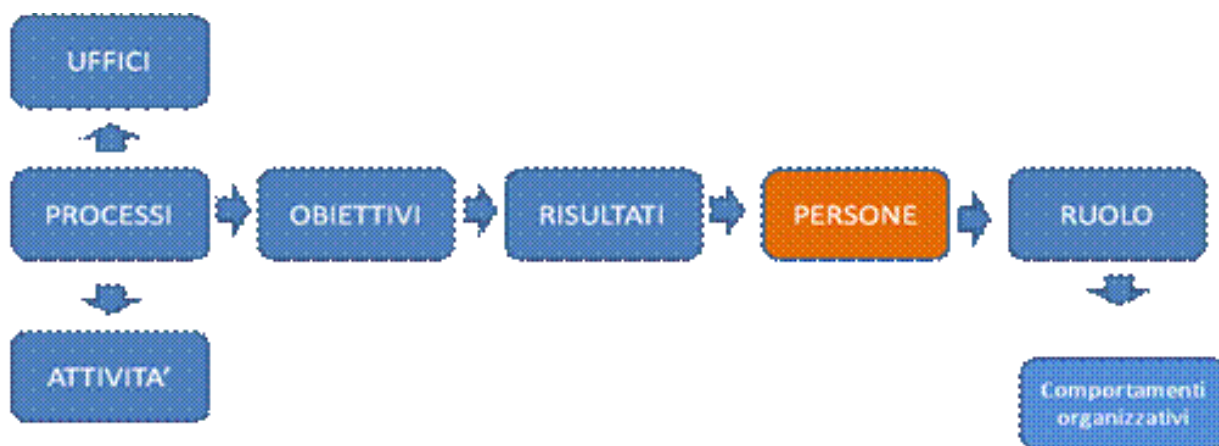 UFFICI
PROCESSI
OBIETTIVI
RISULTATI
PERSONE
RUOLO
ATTIVITA’
Comportamenti
organizzativi